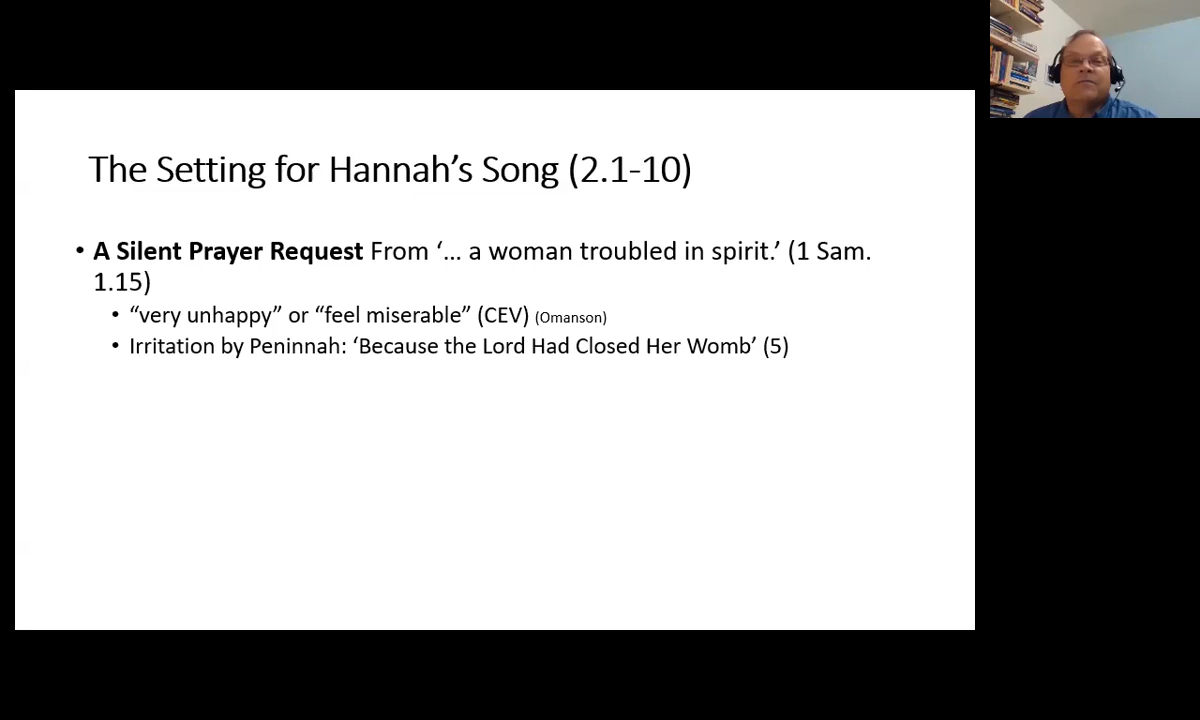 The Setting for Hannah’s Song (2.1-10)
• A Silent Prayer Request From ‘... a woman troubled in spirit.’ (1 Sam.
1.15)
• “very unhappy” or “feel miserable” (CEV) (Omanson)
• Irritation by Peninnah: ‘Because the Lord Had Closed Her Womb’ (5)